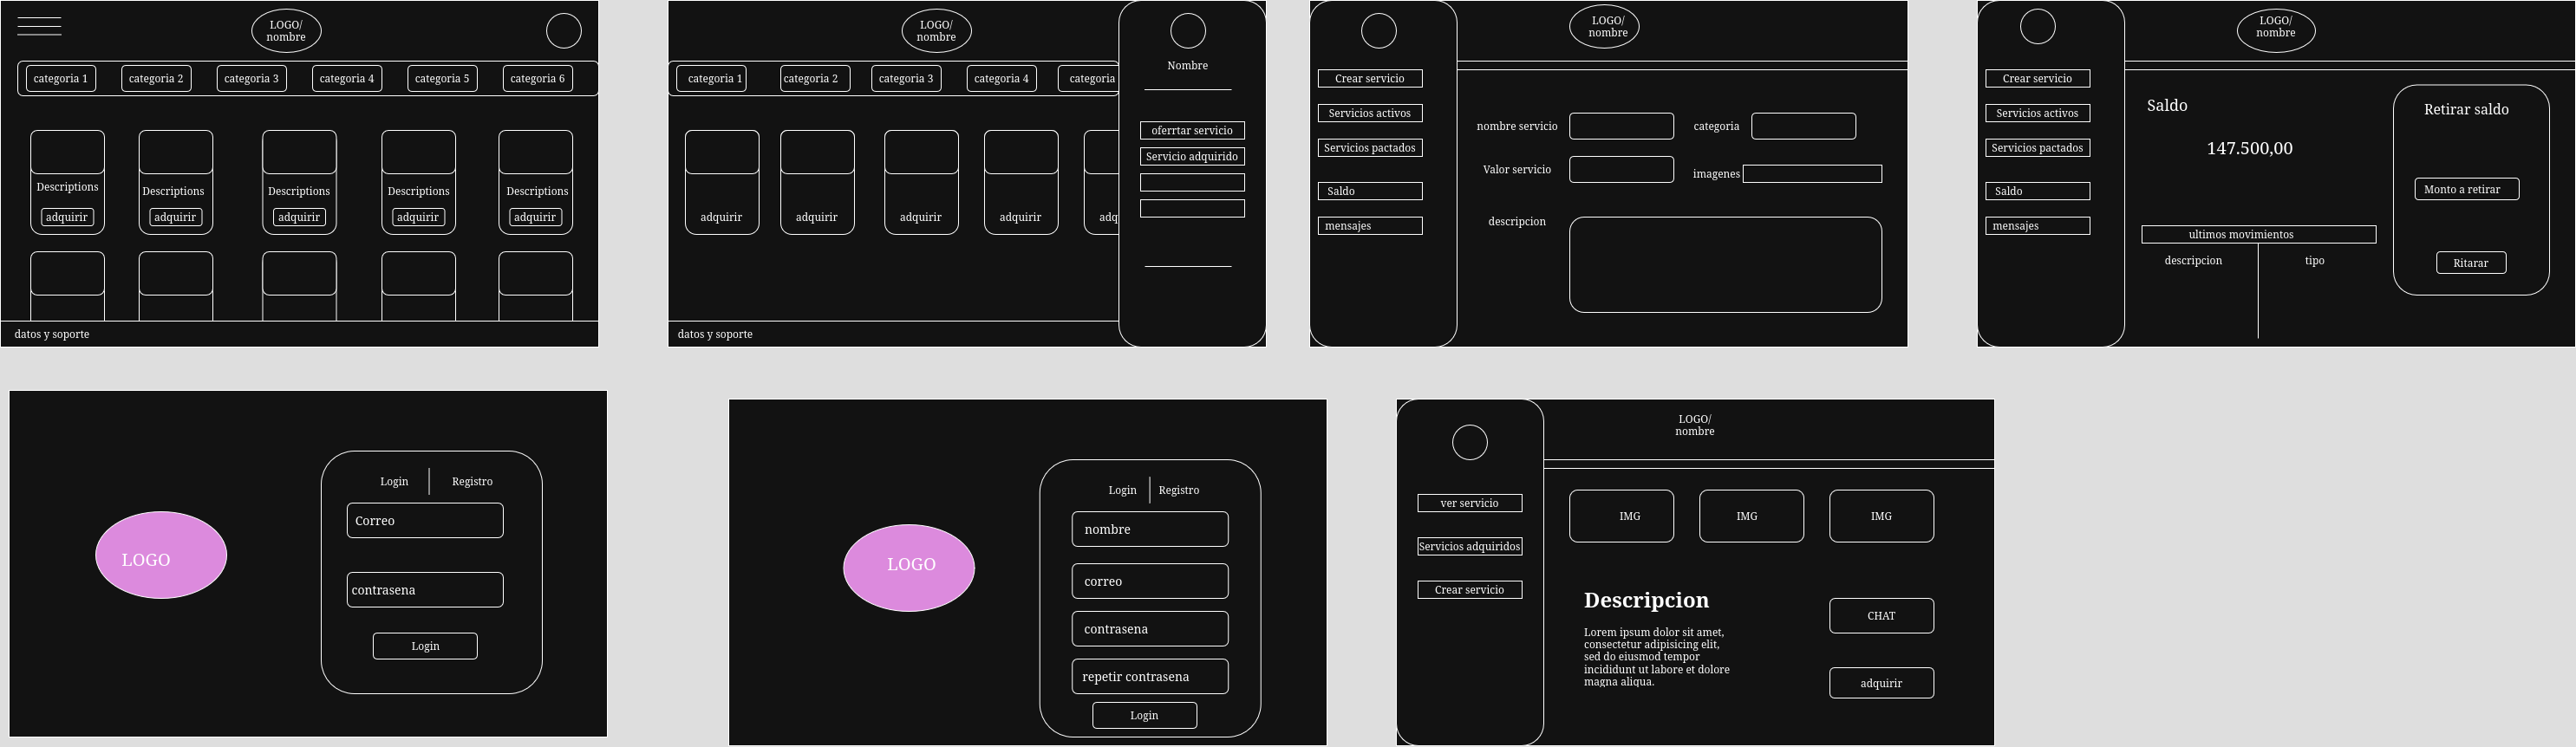 LOGO/
nombre
categoria 1
categoria 2
categoria 3
categoria 4
categoria 5
categoria 6
Descriptions
Descriptions
Descriptions
Descriptions
Descriptions
adquirir
adquirir
adquirir
adquirir
adquirir
datos y soporte
LOGO/
nombre
categoria 1
categoria 2
categoria 3
categoria 4
categoria
adquirir
adquirir
adquirir
adquirir
adq
datos y soporte
Nombre
oferrtar servicio
Servicio adquirido
LOGO/
nombre
Crear servicio
Servicios activos
Servicios pactados
Saldo
mensajes
nombre servicio
categoria
Valor servicio
imagenes
descripcion
LOGO/
nombre
Crear servicio
Servicios activos
Servicios pactados
Saldo
mensajes
Saldo
147.500,00
ultimos movimientos
descripcion
tipo
Retirar saldo
Monto a retirar
Ritarar
LOGO
Login
Registro
Correo
contrasena
Login
LOGO
Login
Registro
nombre
correo
contrasena
repetir contrasena
Login
LOGO/
nombre
ver servicio
Servicios adquiridos
Crear servicio
IMG
IMG
IMG
Descripcion
Lorem ipsum dolor sit amet,
consectetur adipisicing elit,
sed do eiusmod tempor
incididunt ut labore et dolore
magna aliqua.
CHAT
adquirir